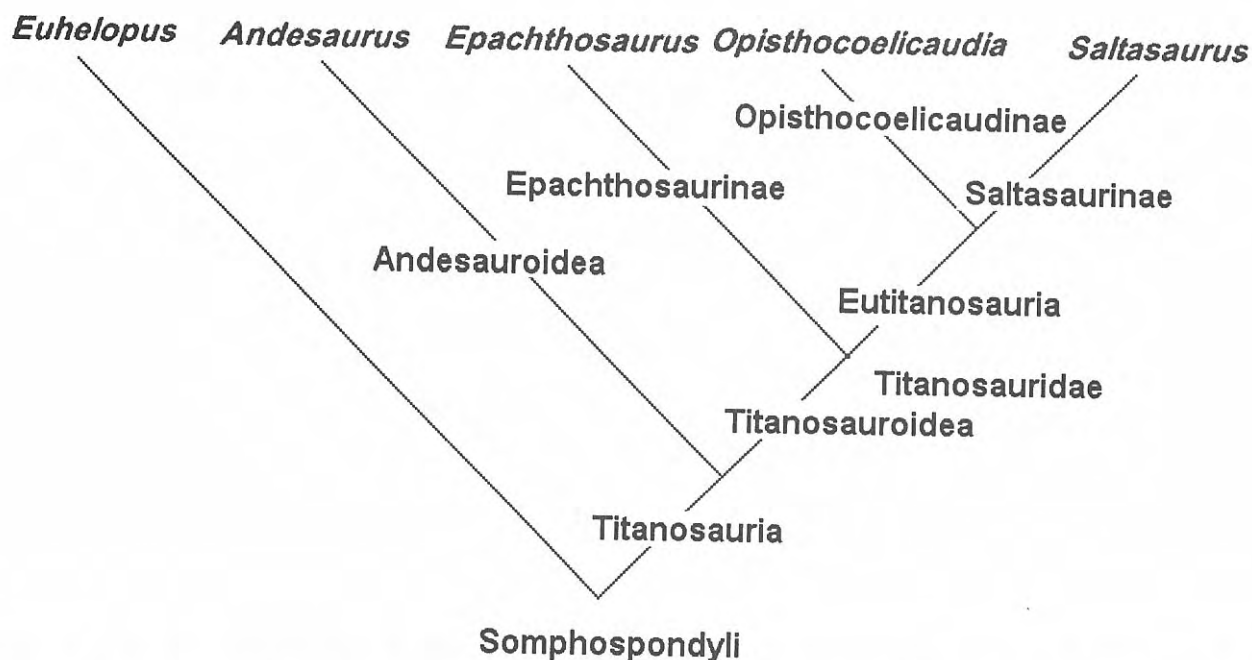 Euhelopus Andesaurus Epachthosaurus Opisthocoelicaudia Saltasaurus
Opisthocoelicaudinae
Epachthosaurinae Saltasaurinae
Andesauroidea
Eutitanosauria
Titanosauridae
Titanosauroidea
Titanosauria
Somphospondyli